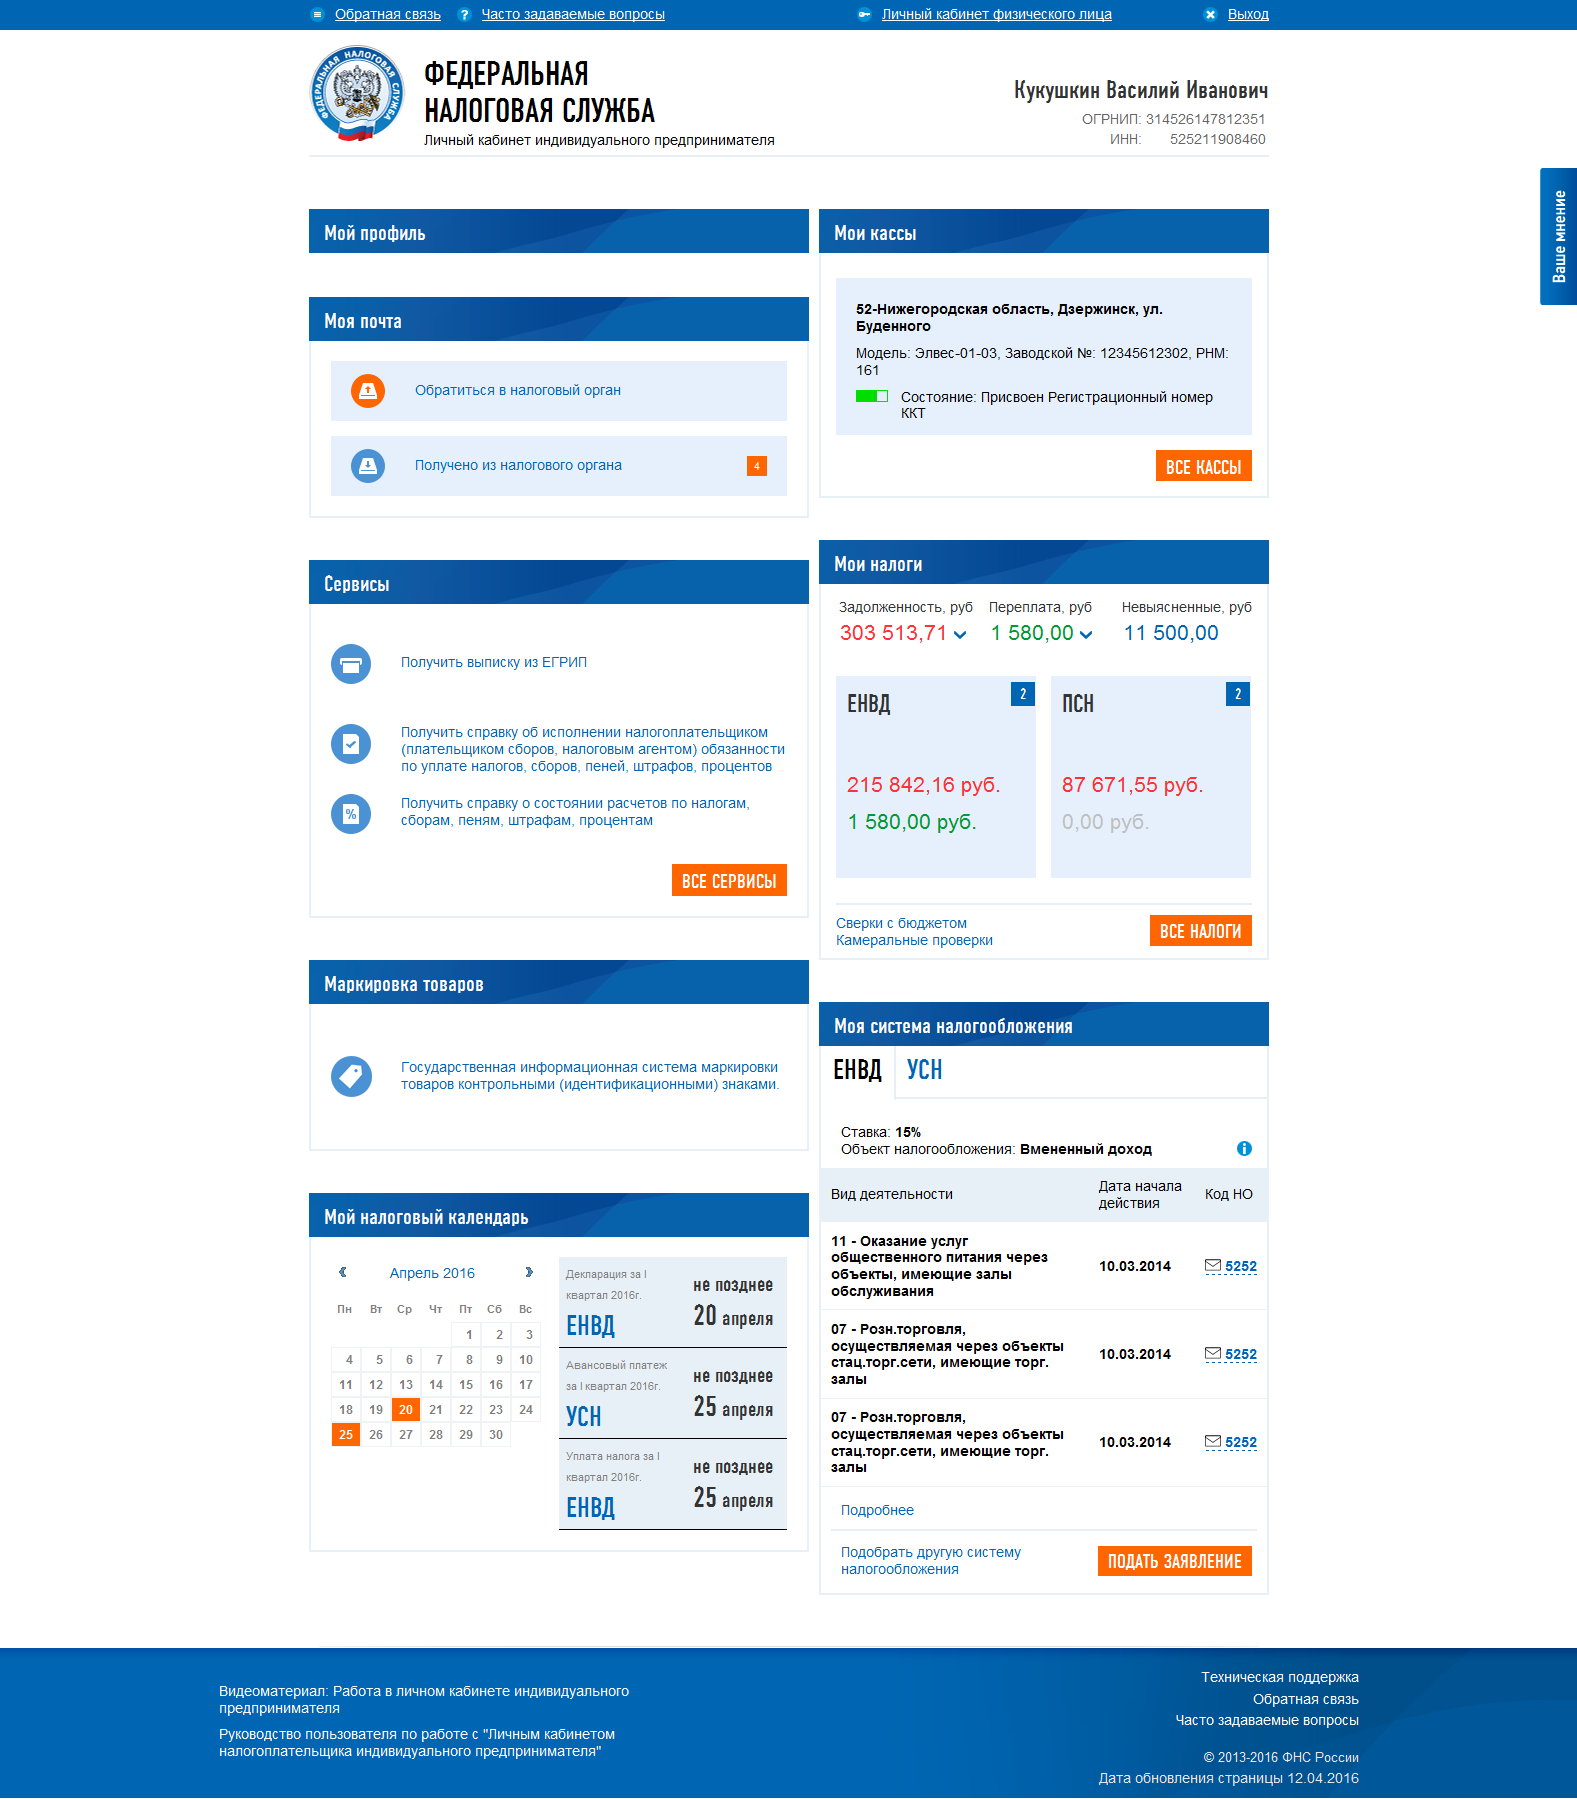 Обратная связь
Часто задаваемые вопросы
Личный кабинет физического лица
Выход
ФЕДЕРАЛЬНАЯ НАЛОГОВАЯ СЛУЖБА
ФЕДЕРАЛЬНАЯ
НАЛОГОВАЯ СЛУЖБА
Личный кабинет индивидуального предпринимателя
Кукушкин Василий Иванович
ОГРНИП: 314526147812351
ИНН: 525211908460
Ваше мнение
Мой профиль
Моя почта
Обратиться в налоговый орган
Получено из налогового органа
4
Сервисы
Получить выписку из ЕГРИП
Получить справку об исполнении налогоплательщиком
(плательщиком сборов, налоговым агентом) обязанности
по уплате налогов, сборов, пеней, штрафов, процентов
%
Получить справку о состоянии расчетов по налогам,
сборам, пеням, штрафам, процентам
ВСЕ СЕРВИСЫ
Маркировка товаров
Государственная информационная система маркировки
товаров контрольными (идентификационными) знаками.
Мой налоговый календарь
Апрель 2016
Пн Вт Ср Чт Пт Сб Вс
1 2 3
4 5 6 7 8 9 10
11 12 13 14 15 16 17
18 19 20 21 22 23 24
25 26 27 28 29 30
Декларация за I
квартал 2016г.
ЕНВД
не позднее
20 апреля
Авансовый платеж
за I квартал 2016г.
УСН
не позднее
25 апреля
Уплата налога за I
квартал 2016г.
ЕНВД
не позднее
25 апреля
Мои кассы
52-Нижегородская область, Дзержинск, ул.
Буденного
Модель: Элвес-01-03, Заводской №: 12345612302, РНМ:
161
Состояние: Присвоен Регистрационный номер
ККТ
ВСЕ КАССЫ
Мои налоги
Задолженность, руб Переплата, руб Невыясненные, руб
303 513,71 1 580,00 11 500,00
ЕНВД
2
215 842,16 руб.
1 580,00 руб.
ПСН
2
87 671,55 руб.
0,00 руб.
Сверки с бюджетом
Камеральные проверки
ВСЕ НАЛОГИ
Моя система налогообложения
ЕНВД УСН
Ставка: 15%
Объект налогообложения: Вмененный доход
Вид деятельности
Дата начала
действия
Код НО
11 - Оказание услуг
общественного питания через
объекты, имеющие залы
обслуживания
10.03.2014
5252
07 - Розн.торговля,
осуществляемая через объекты
стац.торг.сети, имеющие торг.
залы
10.03.2014
5252
07 - Розн.торговля,
осуществляемая через объекты
стац.торг.сети, имеющие торг.
залы
10.03.2014
5252
Подробнее
Подобрать другую систему
налогообложения
ПОДАТЬ ЗАЯВЛЕНИЕ
Видеоматериал: Работа в личном кабинете индивидуального
предпринимателя
Руководство пользователя по работе с "Личным кабинетом
налогоплательщика индивидуального предпринимателя"
Техническая поддержка
Обратная связь
Часто задаваемые вопросы
© 2013-2016 ФНС России
Дата обновления страницы 12.04.2016